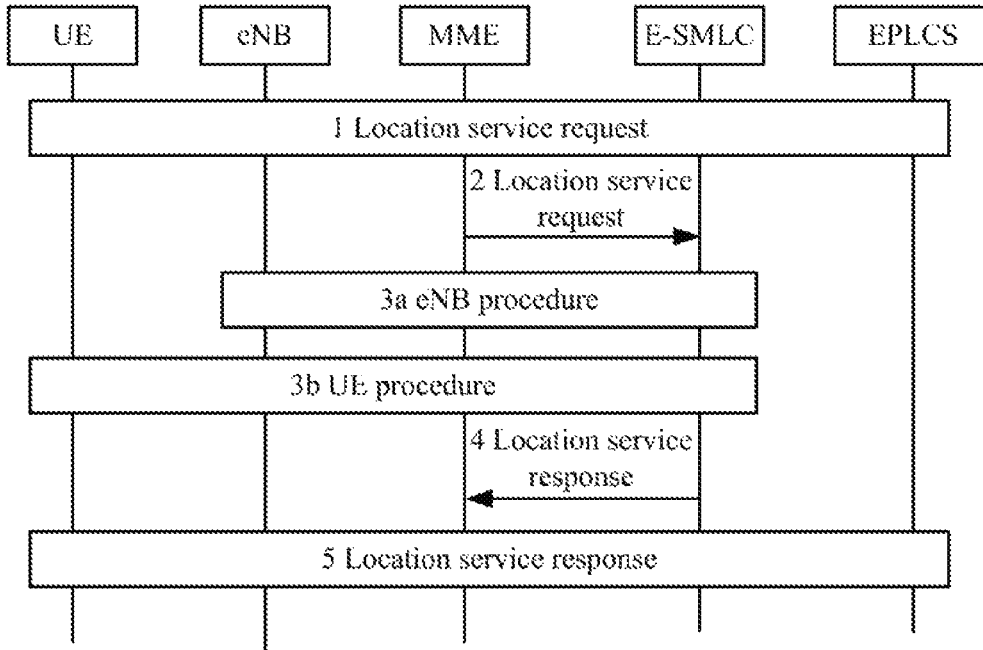 UE eNB MME E-SMLC EPLCS
1 Location service request
2 Location service
request
3a eNB procedure
3b UE procedure
4 Location service
response
5 Location service response